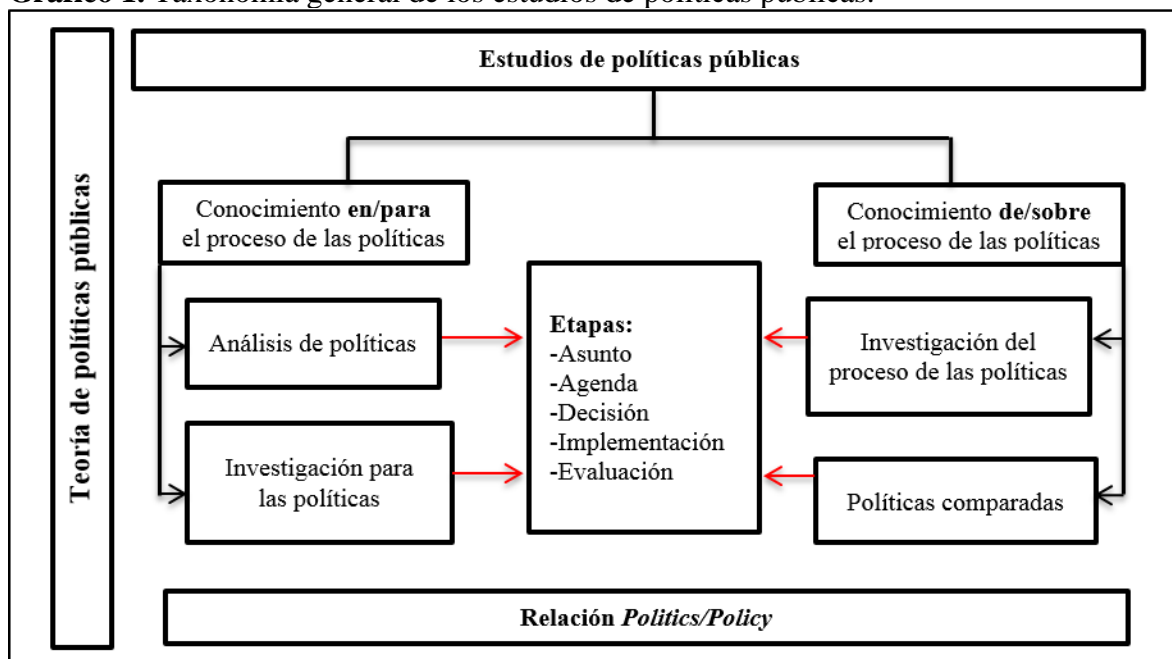 Gráfico 1. Taxonomía general de los estudios de políticas públicas.
Teoría de políticas públicas
Estudios de políticas públicas
Conocimiento en/para
el proceso de las políticas
Conocimiento de/sobre
el proceso de las políticas
Análisis de políticas
Investigación para
las políticas
Etapas:
-Asunto
-Agenda
-Decisión
-Implementación
-Evaluación
Investigación del
proceso de las políticas
Políticas comparadas
Relación Politics/Policy